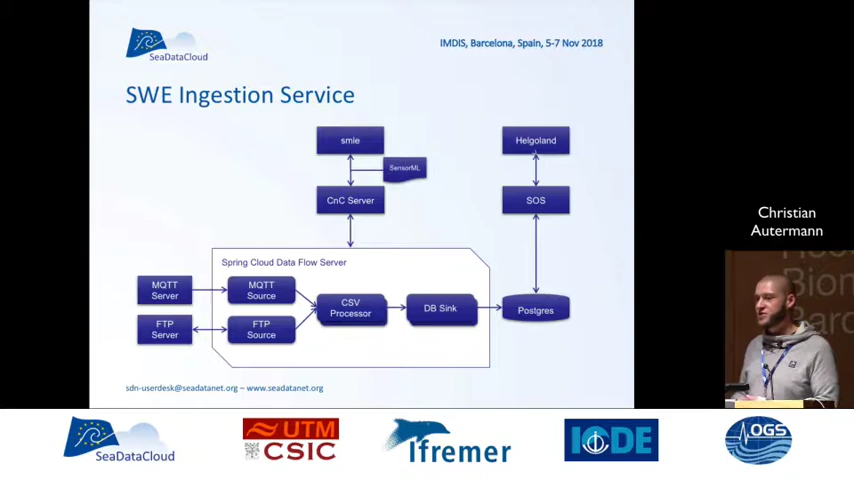 SeaDataCloud
IMDIS, Barcelona, Spain, 5-7 Nov 2018
SWE Ingestion Service
smle
Helgoland
SensorML
CnC Server
SOS
Spring Cloud Data Flow Server
MQTT
Server
MQTT
Source
CSV
Processor
DB Sink
Postgres
FTP
Server
FTP
Source
sdn-userdesk@seadatanet.org – www.seadatanet.org
Christian
Autermann
Bio
Barc
SeaDataCloud
UTM
CSIC
Ifremer
IODE
OGS